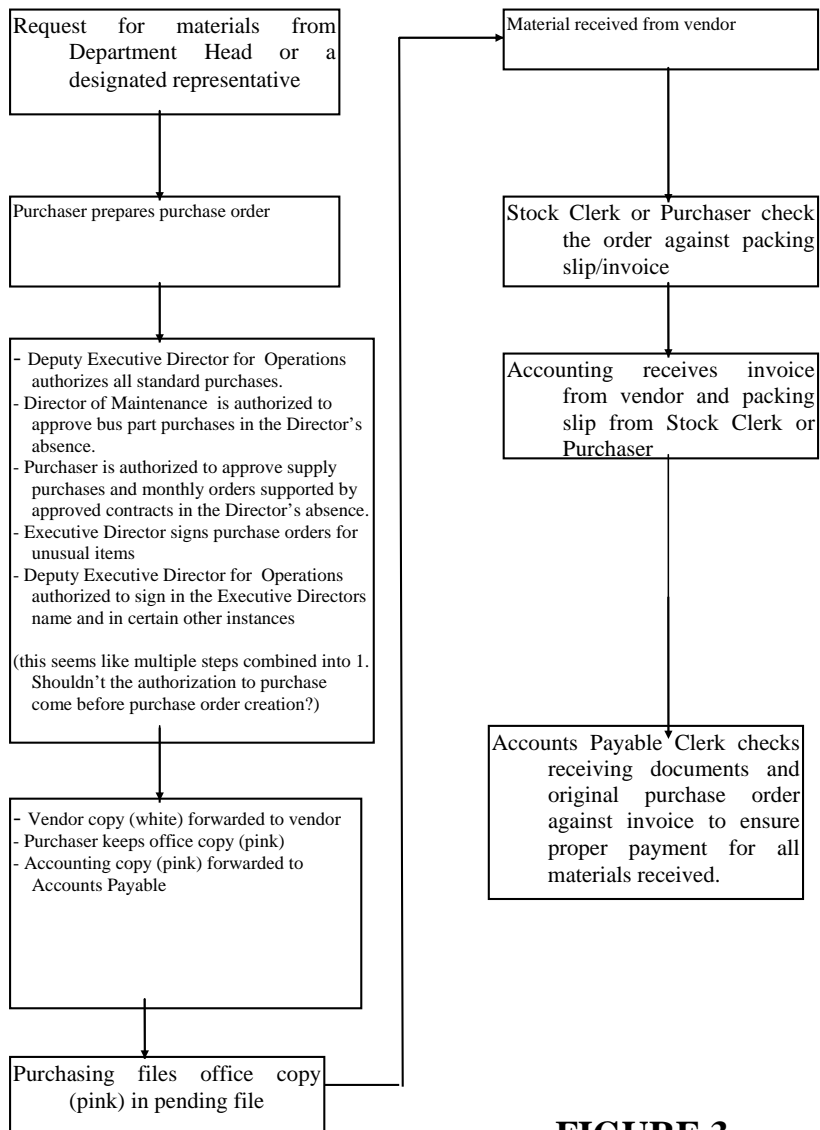 Request for materials from
Department Head or a
designated representative
Purchaser prepares purchase order
- Deputy Executive Director for Operations
authorizes all standard purchases.
- Director of Maintenance is authorized to
approve bus part purchases in the Director's
absence.
- Purchaser is authorized to approve supply
purchases and monthly orders supported by
approved contracts in the Director's absence.
- Executive Director signs purchase orders for
unusual items
- Deputy Executive Director for Operations
authorized to sign in the Executive Directors
name and in certain other instances
(this seems like multiple steps combined into 1.
Shouldn't the authorization to purchase
come before purchase order creation?)
- Vendor copy (white) forwarded to vendor
- Purchaser keeps office copy (pink)
- Accounting copy (pink) forwarded to
Accounts Payable
Purchasing files office copy
(pink) in pending file
Material received from vendor
Stock Clerk or Purchaser check
the order against packing
slip/invoice
Accounting receives invoice
from vendor and packing
slip from Stock Clerk or
Purchaser
Accounts Payable Clerk checks
receiving documents and
original purchase order
against invoice to ensure
proper payment for all
materials received.
FIGURE